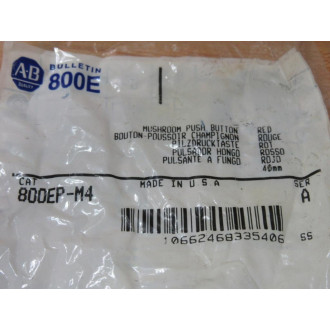 A-B
BULLETIN
800E
MUSHROOM PUSH BUTTON RED
BOUTON-POUSSOIR CHAMPIGNON ROUGE
PILZDRUCKTASTE ROT
PULSADOR HONGO ROSSO
PULSANTE A FUNGO ROJO
40mm
CAT MADE IN U S A SER
800EP-M4 A
10662468335406 SS